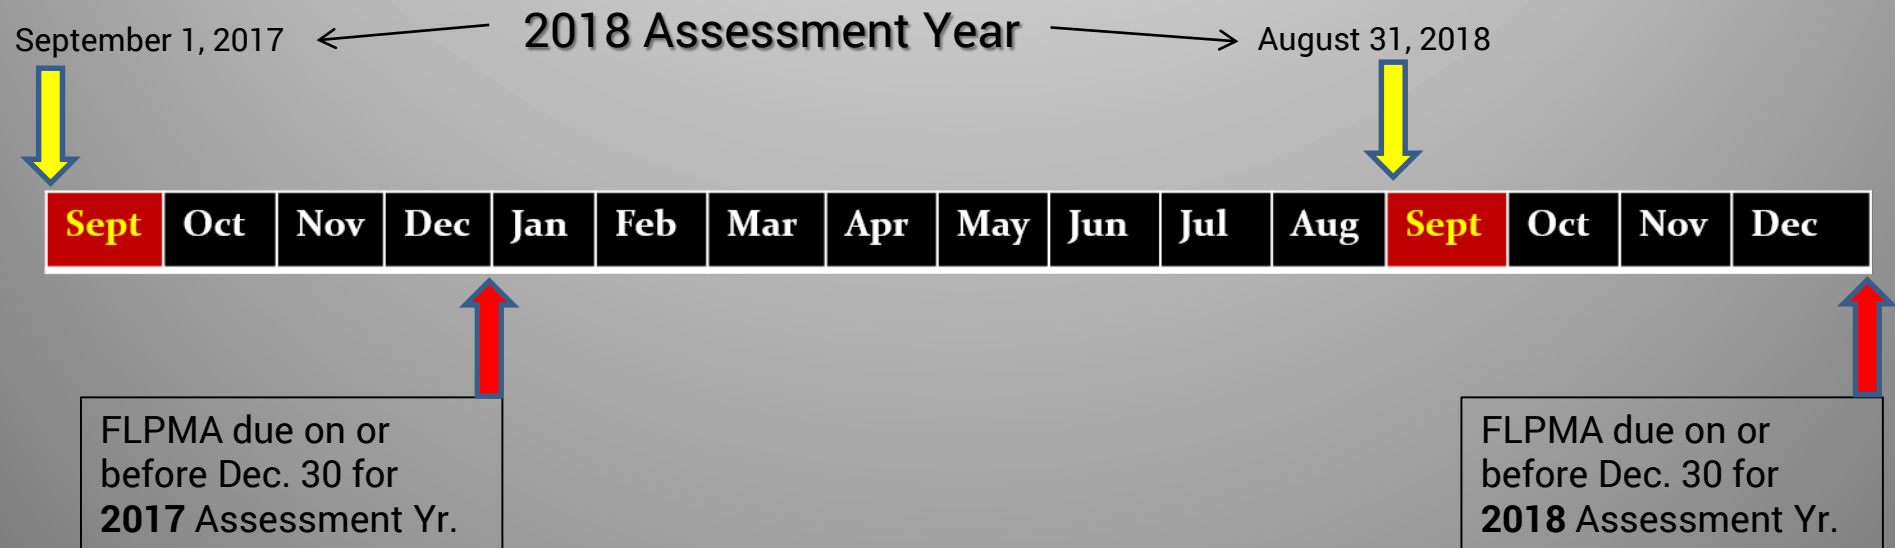 2018 Assessment Year
September 1, 2017
August 31, 2018
Sept Oct Nov Dec Jan Feb Mar Apr May Jun Jul Aug Sept Oct Nov Dec
FLPMA due on or
before Dec. 30 for
2017 Assessment Yr.
FLPMA due on or
before Dec. 30 for
2018 Assessment Yr.